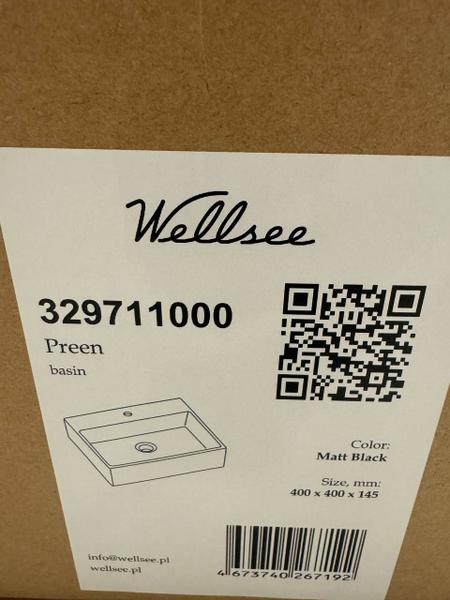 Wellsee
329711000
Preen
basin
Color:
Matt Black
Size, mm:
400 x 400 x 145
info@wellsee.pl
wellsee.pl
4 673740 267192